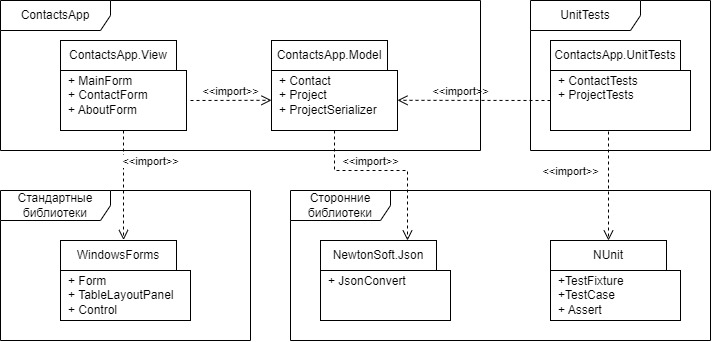 ContactsApp
UnitTests
ContactsApp.View
+ MainForm
+ ContactForm
+ AboutForm
<<import>>
ContactsApp.Model
+ Contact
+ Project
+ ProjectSerializer
<<import>>
ContactsApp.UnitTests
+ ContactTests
+ ProjectTests
<<import>>
<<import>>
<<import>>
Стандартные
библиотеки
Сторонние
библиотеки
WindowsForms
+ Form
+ TableLayoutPanel
+ Control
NewtonSoft.Json
+ JsonConvert
NUnit
+TestFixture
+TestCase
+ Assert